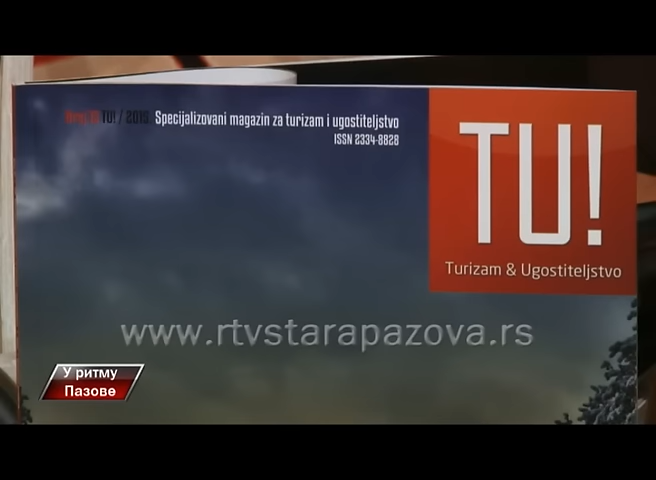 TU! / 2019 Specijalizovani magazin za turizam i ugostiteljstvo
ISSN 2334-8828
TU!
Turizam & Ugostiteljstvo
www.rtvstarapazova.rs
У ритму
Пазове